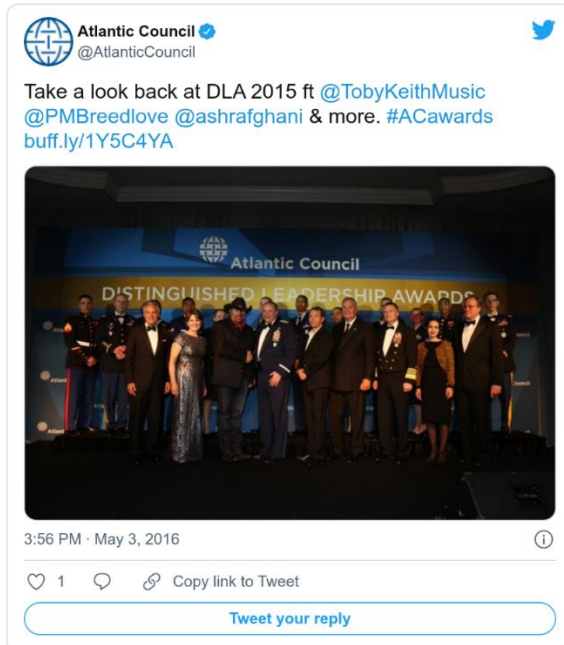 Atlantic Council
@AtlanticCouncil
Take a look back at DLA 2015 ft @TobyKeithMusic
@PMBreedlove @ashrafghani & more. #ACawards
buff.ly/1Y5C4YA
Atlantic Council
DISTINGUISHED LEADERSHIP AWARDS
3:56 PM · May 3, 2016
1
Copy link to Tweet
Tweet your reply